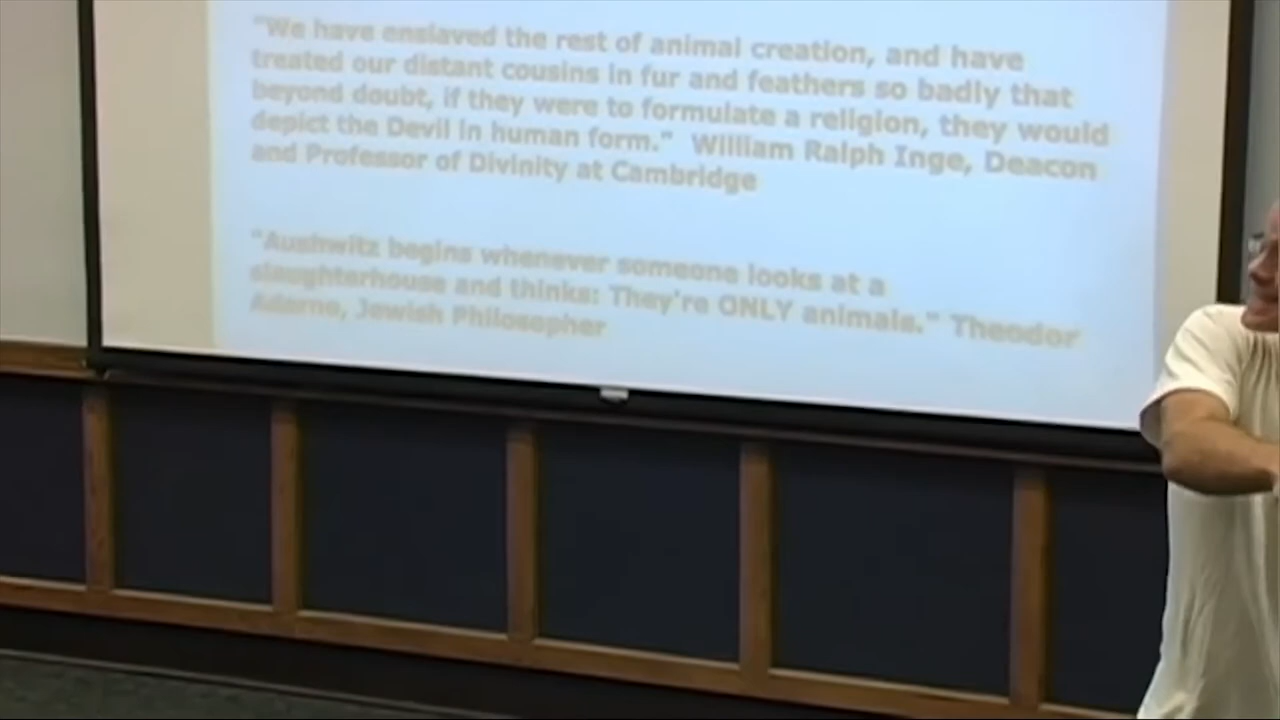 "We have enslaved the rest of animal creation, and have
treated our distant cousins in fur and feathers so badly that
beyond doubt, if they were to formulate a religion, they would
depict the Devil in human form." William Ralph Inge, Deacon
and Professor of Divinity at Cambridge
"Aushwitz begins whenever someone looks at a
slaughterhouse and thinks: They're ONLY animals." Theodor
Adorno, Jewish Philosopher